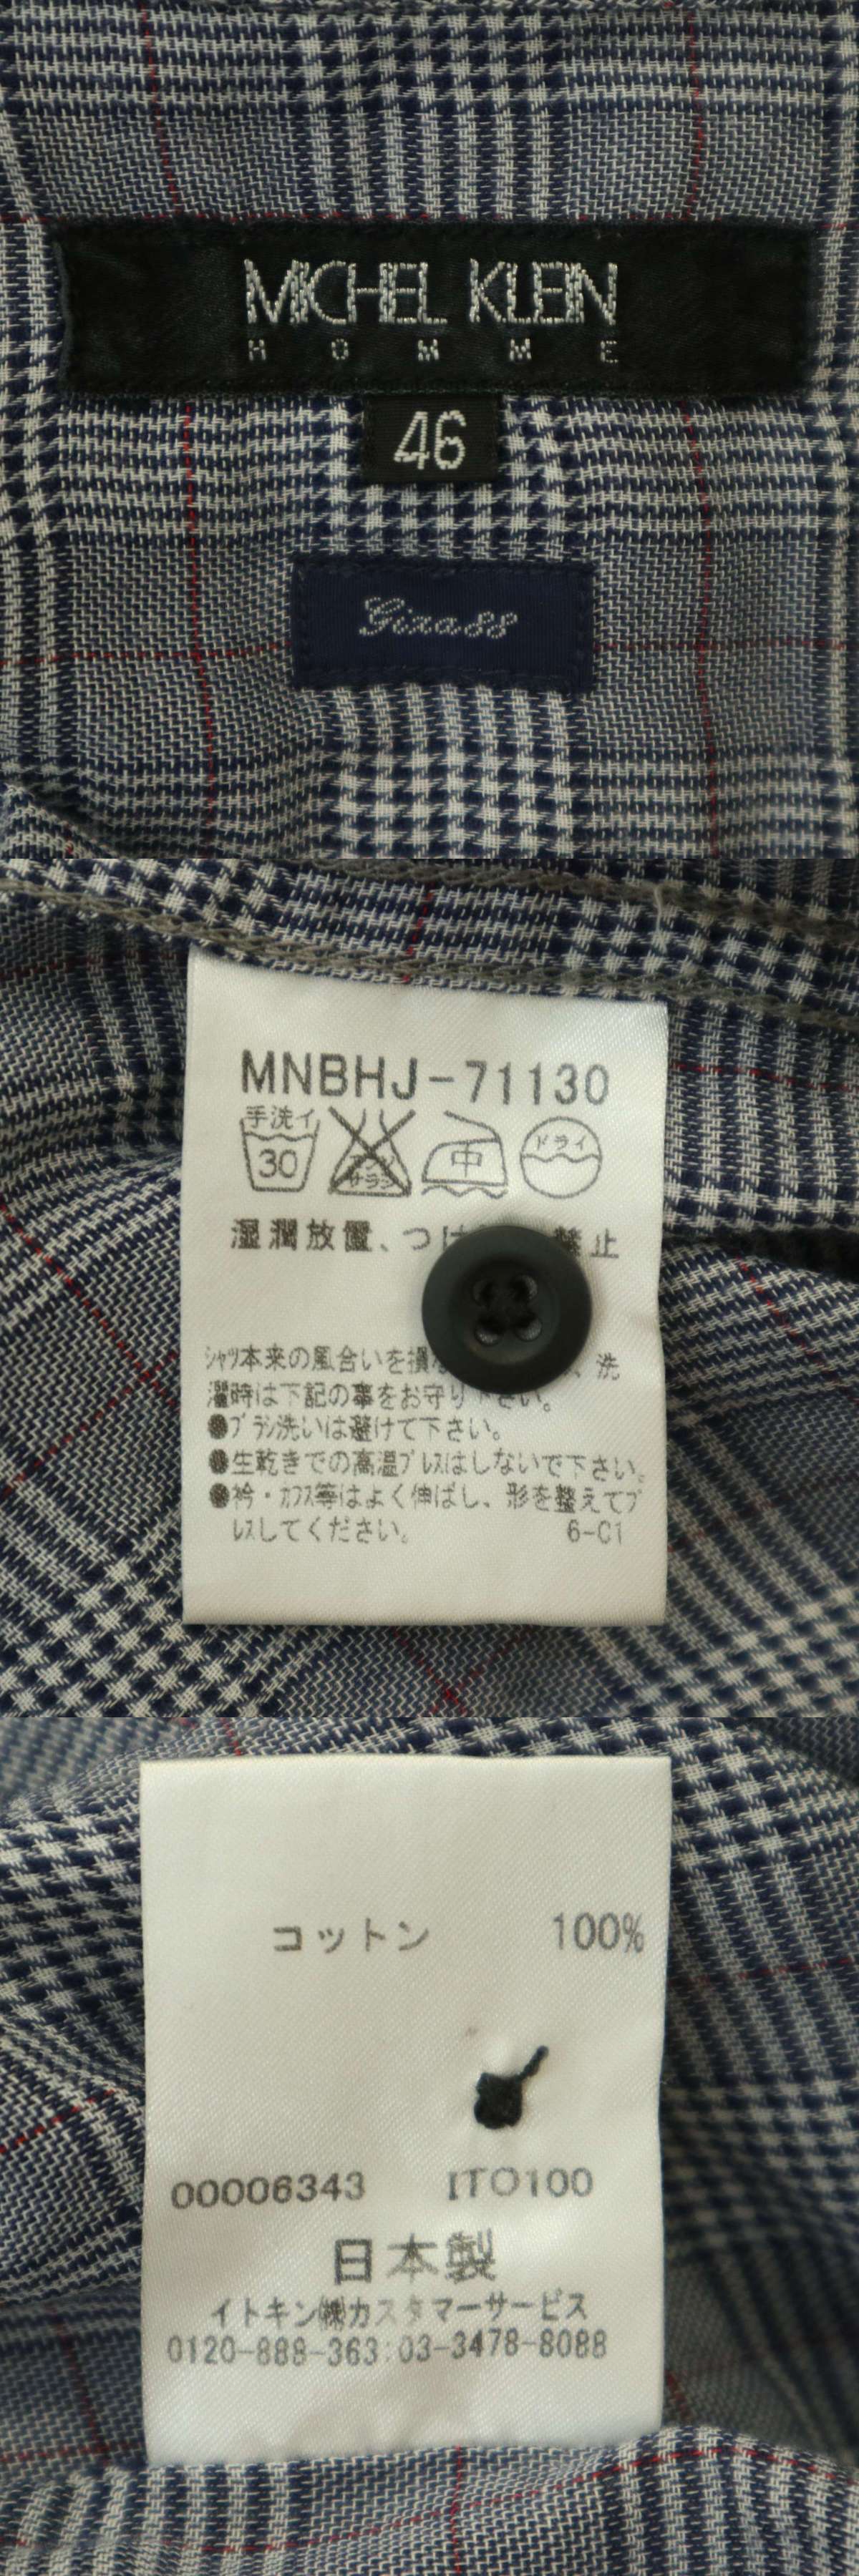 MICHEL KLEIN
HOMME
46
Giza88
MNBHJ-71130
手洗イ
30
中
ドライ
湿潤放置、つけ 禁止
シャツ本来の風合いを損 、洗
濯時は下記の事をお守り下さい。
●ブラシ洗いは避けて下さい。
●生乾きでの高温プレスはしないで下さい。
●衿・カフス等はよく伸ばし、形を整えてプ
レスしてください。 6-C1
コットン 100%
00006343 ITO100
日本製
イトキン㈱カスタマーサービス
0120-888-363:03-3478-8088